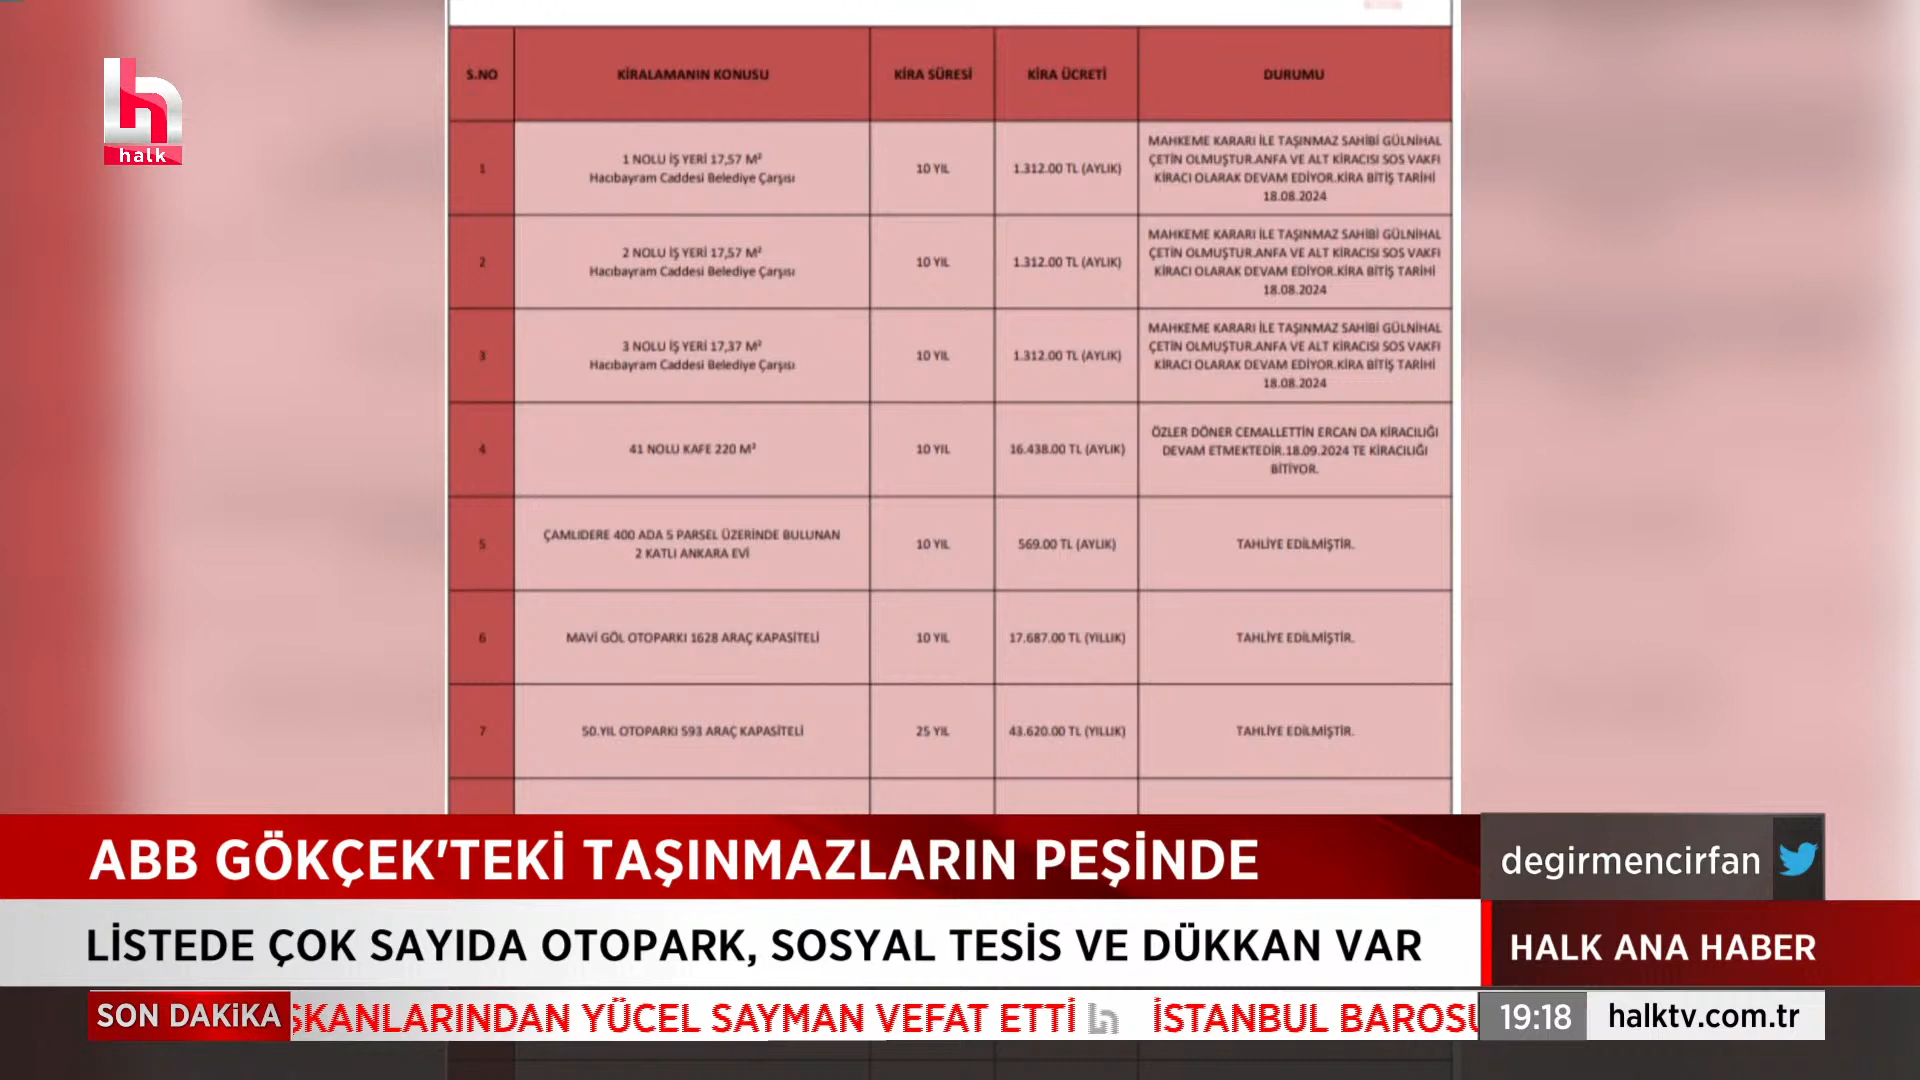 halk
S.NO KİRALAMANIN KONUSU KİRA SÜRESİ KİRA ÜCRETİ DURUMU
1
1 NOLU İŞ YERİ 17,57 M²
Hacıbayram Caddesi Belediye Çarşısı
10 YIL
1.312.00 TL (AYLIK)
MAHKEME KARARI İLE TAŞINMAZ SAHİBİ GÜLNİHAL
ÇETİN OLMUŞTUR.ANFA VE ALT KİRACISI SOS VAKFI
KİRACI OLARAK DEVAM EDİYOR.KİRA BİTİŞ TARİHİ
18.08.2024
2
2 NOLU İŞ YERİ 17,57 M²
Hacıbayram Caddesi Belediye Çarşısı
10 YIL
1.312.00 TL (AYLIK)
MAHKEME KARARI İLE TAŞINMAZ SAHİBİ GÜLNİHAL
ÇETİN OLMUŞTUR.ANFA VE ALT KİRACISI SOS VAKFI
KİRACI OLARAK DEVAM EDİYOR.KİRA BİTİŞ TARİHİ
18.08.2024
3
3 NOLU İŞ YERİ 17,37 M²
Hacıbayram Caddesi Belediye Çarşısı
10 YIL
1.312.00 TL (AYLIK)
MAHKEME KARARI İLE TAŞINMAZ SAHİBİ GÜLNİHAL
ÇETİN OLMUŞTUR.ANFA VE ALT KİRACISI SOS VAKFI
KİRACI OLARAK DEVAM EDİYOR.KİRA BİTİŞ TARİHİ
18.08.2024
4
41 NOLU KAFE 220 M²
10 YIL
16.438.00 TL (AYLIK)
ÖZLER DÖNER CEMALLETTİN ERCAN DA KİRACILIĞI
DEVAM ETMEKTEDİR.18.09.2024 TE KİRACILIĞI
BİTİYOR.
5
ÇAMLIDERE 400 ADA 5 PARSEL ÜZERİNDE BULUNAN
2 KATLI ANKARA EVİ
10 YIL
569.00 TL (AYLIK)
TAHLİYE EDİLMİŞTİR.
6
MAVİ GÖL OTOPARKI 1628 ARAÇ KAPASİTELİ
10 YIL
17.687.00 TL (YILLIK)
TAHLİYE EDİLMİŞTİR.
7
50.YIL OTOPARKI 593 ARAÇ KAPASİTELİ
25 YIL
43.620.00 TL (YILLIK)
TAHLİYE EDİLMİŞTİR.
ABB GÖKÇEK'TEKİ TAŞINMAZLARIN PEŞİNDE
degirmencirfan
LİSTEDE ÇOK SAYIDA OTOPARK, SOSYAL TESİS VE DÜKKAN VAR
HALK ANA HABER
SON DAKİKA ŞKANLARINDAN YÜCEL SAYMAN VEFAT ETTİ İSTANBUL BAROSU 19:18 halktv.com.tr